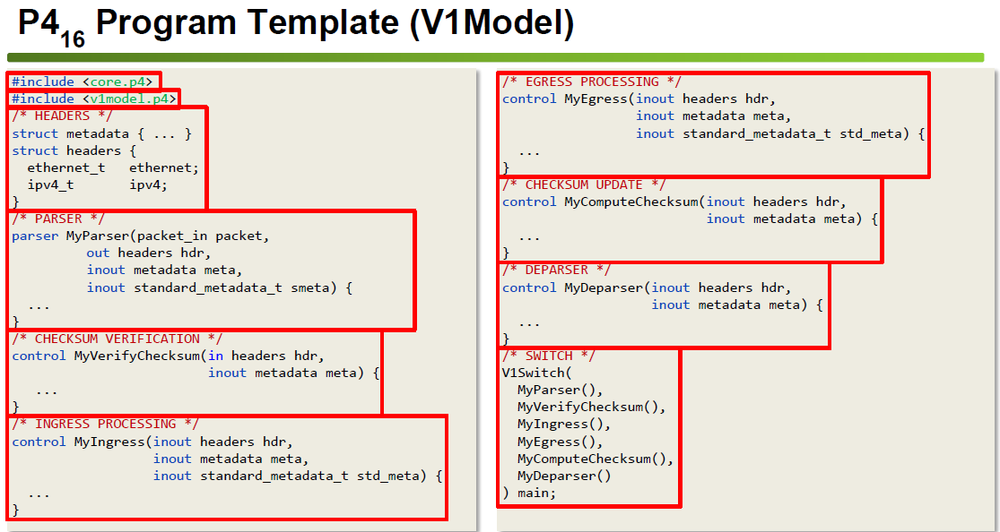 P4₁₆ Program Template (V1Model)
#include <core.p4>
#include <v1model.p4>
/* HEADERS */
struct metadata { ... }
struct headers {
  ethernet_t   ethernet;
  ipv4_t       ipv4;
}
/* PARSER */
parser MyParser(packet_in packet,
          out headers hdr,
          inout metadata meta,
          inout standard_metadata_t smeta) {
  ...
}
/* CHECKSUM VERIFICATION */
control MyVerifyChecksum(in headers hdr,
                         inout metadata meta) {
   ...
}
/* INGRESS PROCESSING */
control MyIngress(inout headers hdr,
                  inout metadata meta,
                  inout standard_metadata_t std_meta) {
  ...
}
/* EGRESS PROCESSING */
control MyEgress(inout headers hdr,
                 inout metadata meta,
                 inout standard_metadata_t std_meta) {
  ...
}
/* CHECKSUM UPDATE */
control MyComputeChecksum(inout headers hdr,
                          inout metadata meta) {
  ...
}
/* DEPARSER */
control MyDeparser(inout headers hdr,
                   inout metadata meta) {
  ...
}
/* SWITCH */
V1Switch(
  MyParser(),
  MyVerifyChecksum(),
  MyIngress(),
  MyEgress(),
  MyComputeChecksum(),
  MyDeparser()
) main;